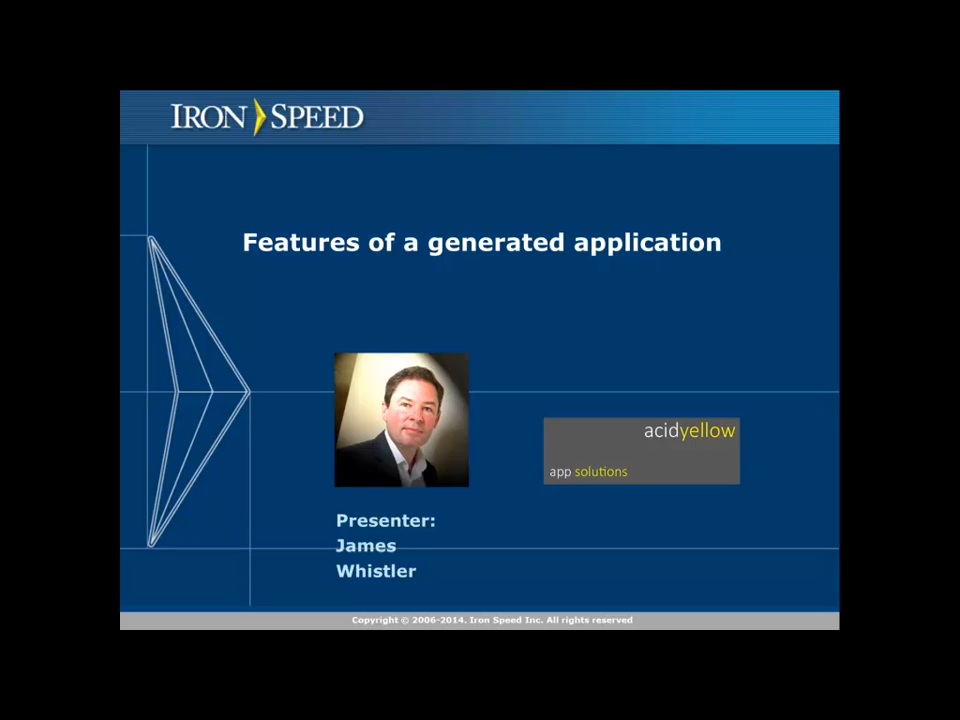 IRON SPEED
Features of a generated application
acidyellow
app solutions
Presenter:
James
Whistler
Copyright © 2006-2014. Iron Speed Inc. All rights reserved